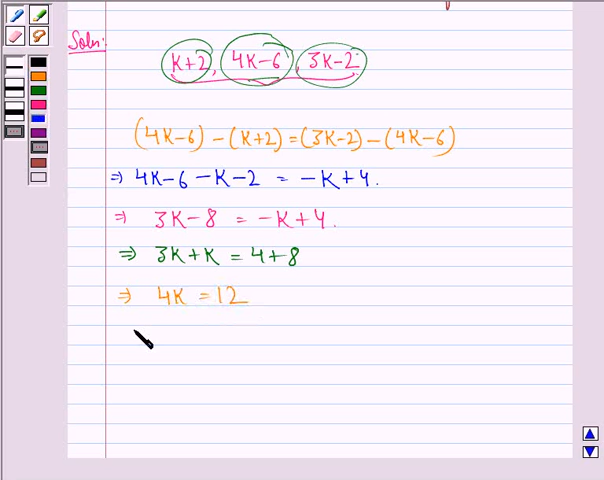 Soln:
k+2, 4k-6, 3k-2
(4k-6) - (k+2) = (3k-2) - (4k-6)
⇒ 4k-6 -k-2 = -k+4.
⇒ 3k-8 = -k+4.
⇒ 3k+k = 4+8
⇒ 4k = 12